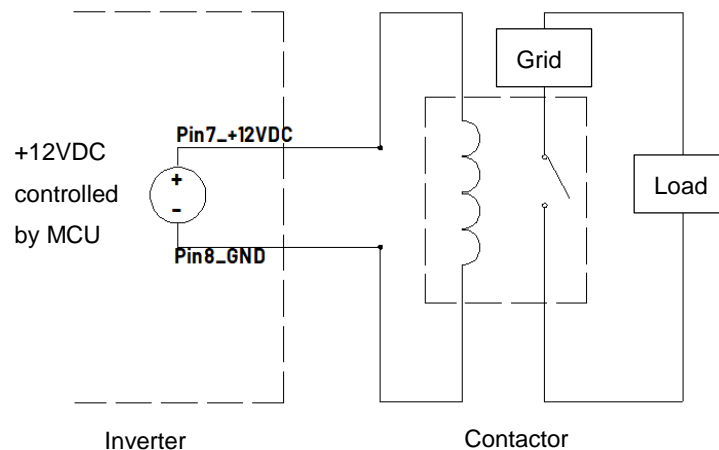 Grid
+12VDC
controlled
by MCU
Pin7_+12VDC
+
-
Pin8_GND
Load
Inverter
Contactor